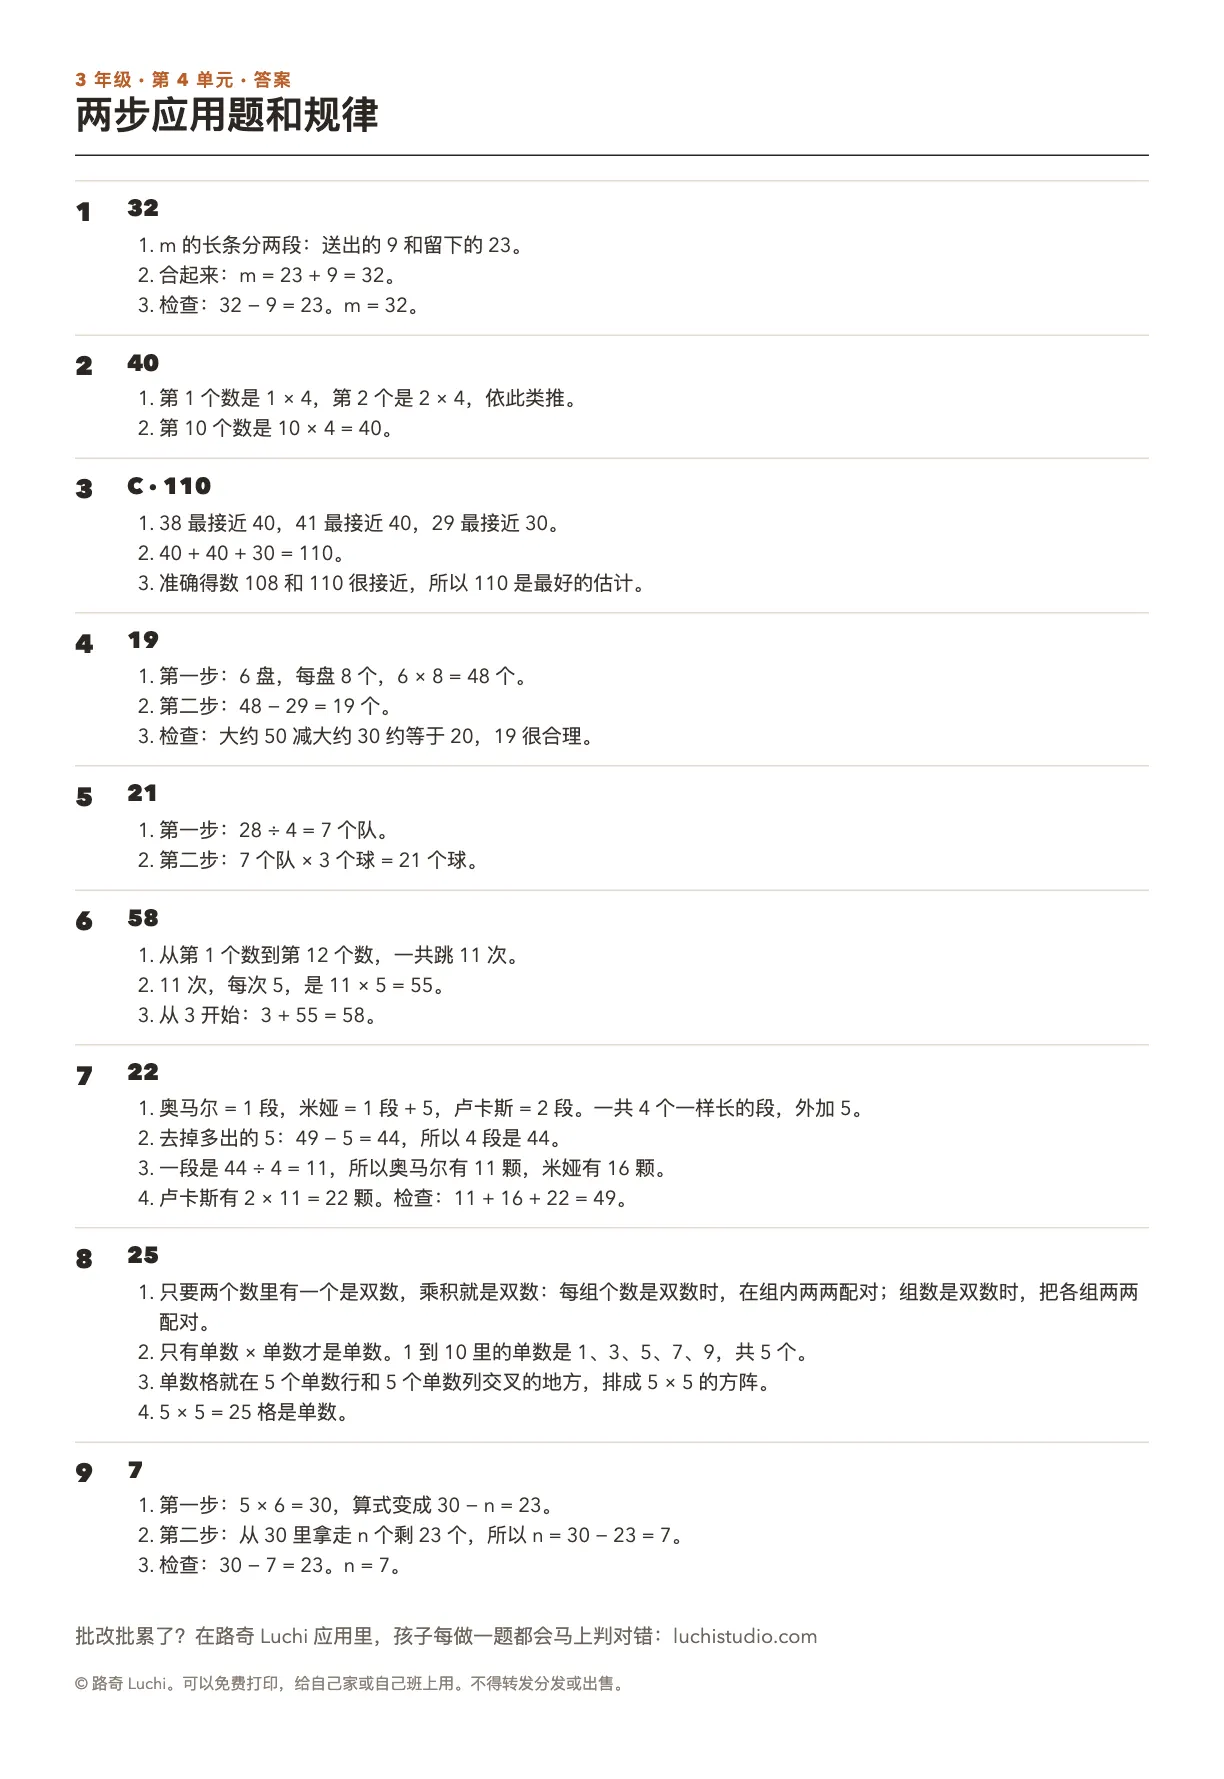 3 年级 · 第 4 单元 · 答案
两步应用题和规律
1 32
1. m 的长条分两段：送出的 9 和留下的 23。
2. 合起来：m = 23 + 9 = 32。
3. 检查：32 − 9 = 23。m = 32。
2 40
1. 第 1 个数是 1 × 4，第 2 个是 2 × 4，依此类推。
2. 第 10 个数是 10 × 4 = 40。
3 C · 110
1. 38 最接近 40，41 最接近 40，29 最接近 30。
2. 40 + 40 + 30 = 110。
3. 准确得数 108 和 110 很接近，所以 110 是最好的估计。
4 19
1. 第一步：6 盘，每盘 8 个，6 × 8 = 48 个。
2. 第二步：48 − 29 = 19 个。
3. 检查：大约 50 减大约 30 约等于 20，19 很合理。
5 21
1. 第一步：28 ÷ 4 = 7 个队。
2. 第二步：7 个队 × 3 个球 = 21 个球。
6 58
1. 从第 1 个数到第 12 个数，一共跳 11 次。
2. 11 次，每次 5，是 11 × 5 = 55。
3. 从 3 开始：3 + 55 = 58。
7 22
1. 奥马尔 = 1 段，米娅 = 1 段 + 5，卢卡斯 = 2 段。一共 4 个一样长的段，外加 5。
2. 去掉多出的 5：49 − 5 = 44，所以 4 段是 44。
3. 一段是 44 ÷ 4 = 11，所以奥马尔有 11 颗，米娅有 16 颗。
4. 卢卡斯有 2 × 11 = 22 颗。检查：11 + 16 + 22 = 49。
8 25
1. 只要两个数里有一个是双数，乘积就是双数：每组个数是双数时，在组内两两配对；组数是双数时，把各组两两
配对。
2. 只有单数 × 单数才是单数。1 到 10 里的单数是 1、3、5、7、9，共 5 个。
3. 单数格就在 5 个单数行和 5 个单数列交叉的地方，排成 5 × 5 的方阵。
4. 5 × 5 = 25 格是单数。
9 7
1. 第一步：5 × 6 = 30，算式变成 30 − n = 23。
2. 第二步：从 30 里拿走 n 个剩 23 个，所以 n = 30 − 23 = 7。
3. 检查：30 − 7 = 23。n = 7。
批改批累了？在路奇 Luchi 应用里，孩子每做一题都会马上判对错：luchistudio.com
© 路奇 Luchi。可以免费打印，给自己家或自己班上用。不得转发分发或出售。